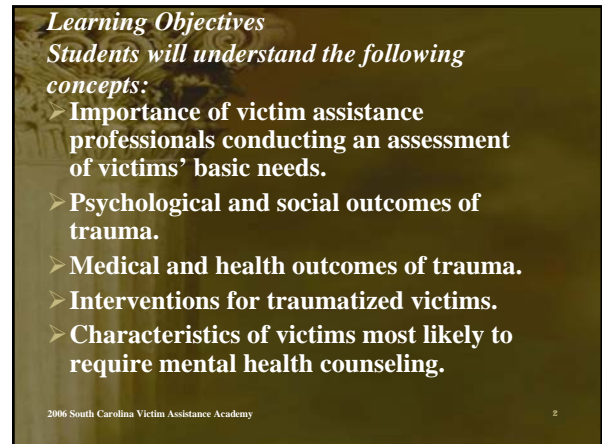 Learning Objectives
Students will understand the following
concepts:
➢Importance of victim assistance
professionals conducting an assessment
of victims’ basic needs.
➢Psychological and social outcomes of
trauma.
➢Medical and health outcomes of trauma.
➢Interventions for traumatized victims.
➢Characteristics of victims most likely to
require mental health counseling.
2006 South Carolina Victim Assistance Academy 2